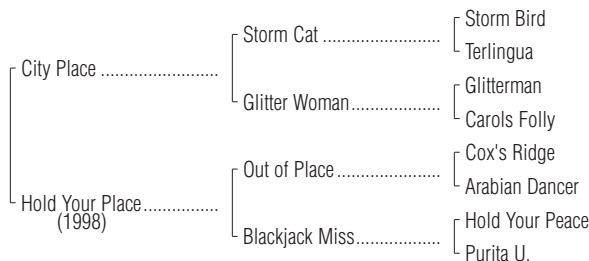 Storm Bird
Storm Cat ........................
Terlingua
City Place ........................
Glitterman
Glitter Woman..................
Carols Folly
Cox's Ridge
Out of Place .....................
Arabian Dancer
Hold Your Place...............
(1998)
Hold Your Peace
Blackjack Miss.................
Purita U.